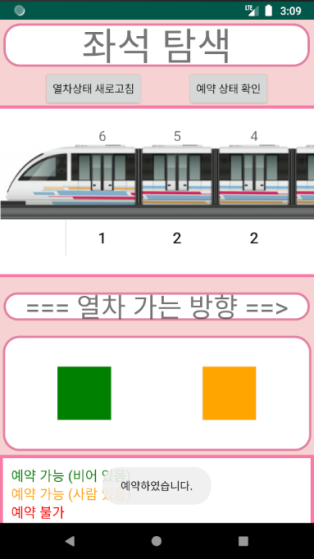 3:09
좌석 탐색
열차상태 새로고침 예약 상태 확인
6 5 4
1 2 2
=== 열차 가는 방향 ==>
예약 가능 (비어
예약 가능 (사람
예약하였습니다.
예약 불가